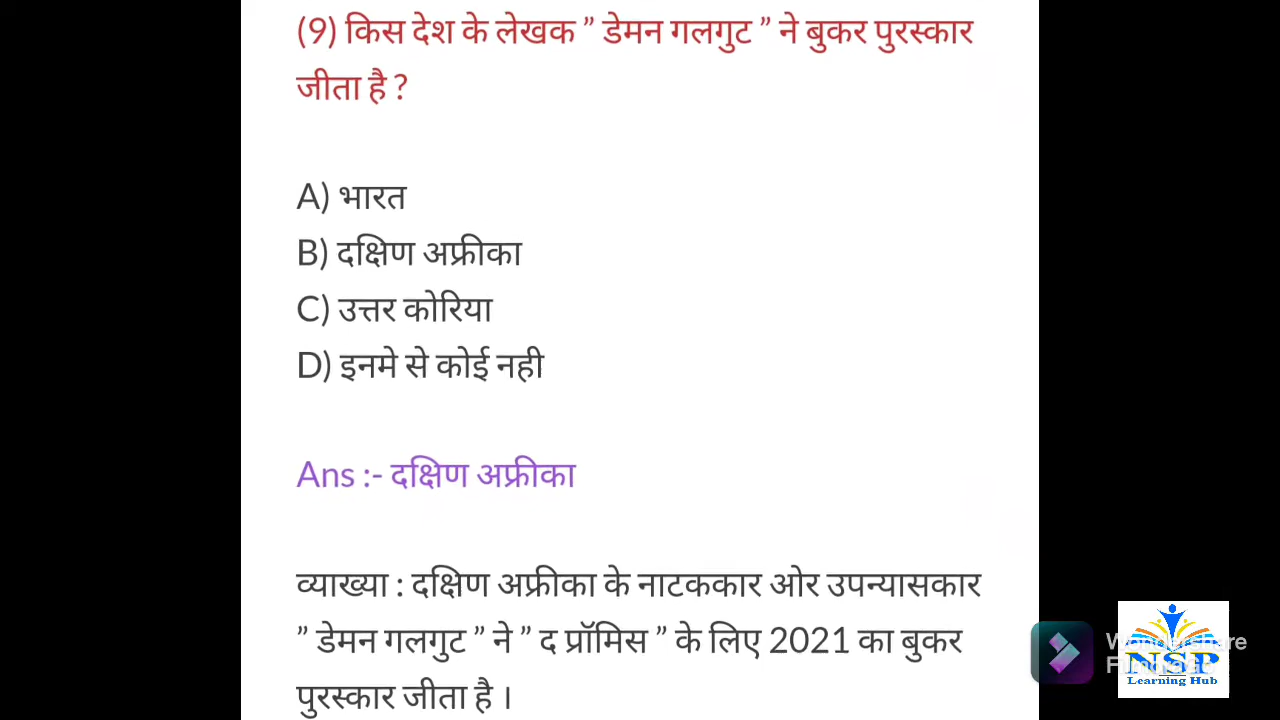 (9) किस देश के लेखक ” डेमन गलगुट ” ने बुकर पुरस्कार
जीता है ?
A) भारत
B) दक्षिण अफ्रीका
C) उत्तर कोरिया
D) इनमे से कोई नही
Ans :- दक्षिण अफ्रीका
व्याख्या : दक्षिण अफ्रीका के नाटककार ओर उपन्यासकार
” डेमन गलगुट ” ने ” द प्रॉमिस ” के लिए 2021 का बुकर
पुरस्कार जीता है ।
Wondershare
NSP
Learning Hub